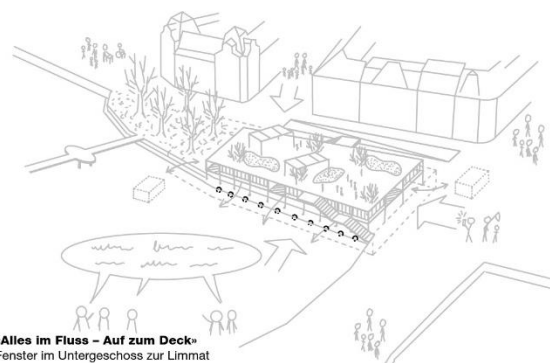 Alles im Fluss – Auf zum Deck»
Fenster im Untergeschoss zur Limmat